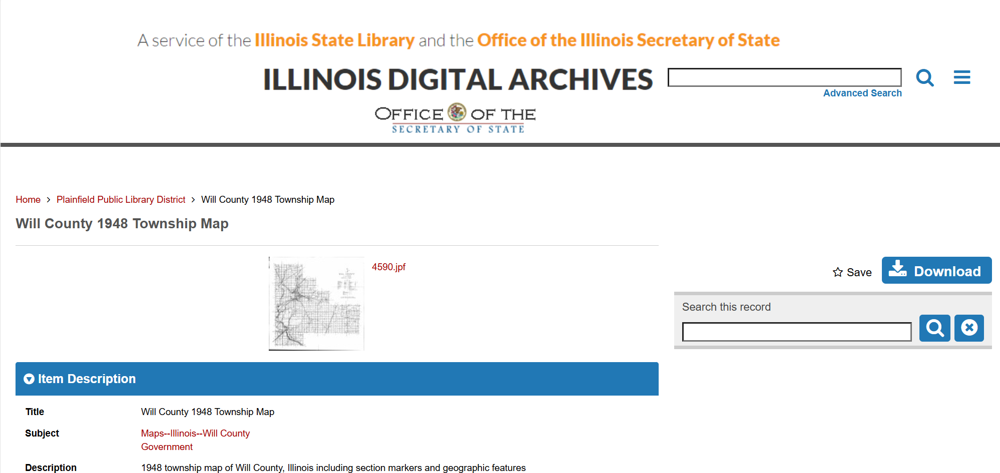 A service of the Illinois State Library and the Office of the Illinois Secretary of State
ILLINOIS DIGITAL ARCHIVES
Advanced Search
OFFICE OF THE
SECRETARY OF STATE
Home > Plainfield Public Library District > Will County 1948 Township Map
Will County 1948 Township Map
4590.jpf
Save
Download
Search this record
Item Description
Title Will County 1948 Township Map
Subject Maps--Illinois--Will County
Government
Description 1948 township map of Will County, Illinois including section markers and geographic features